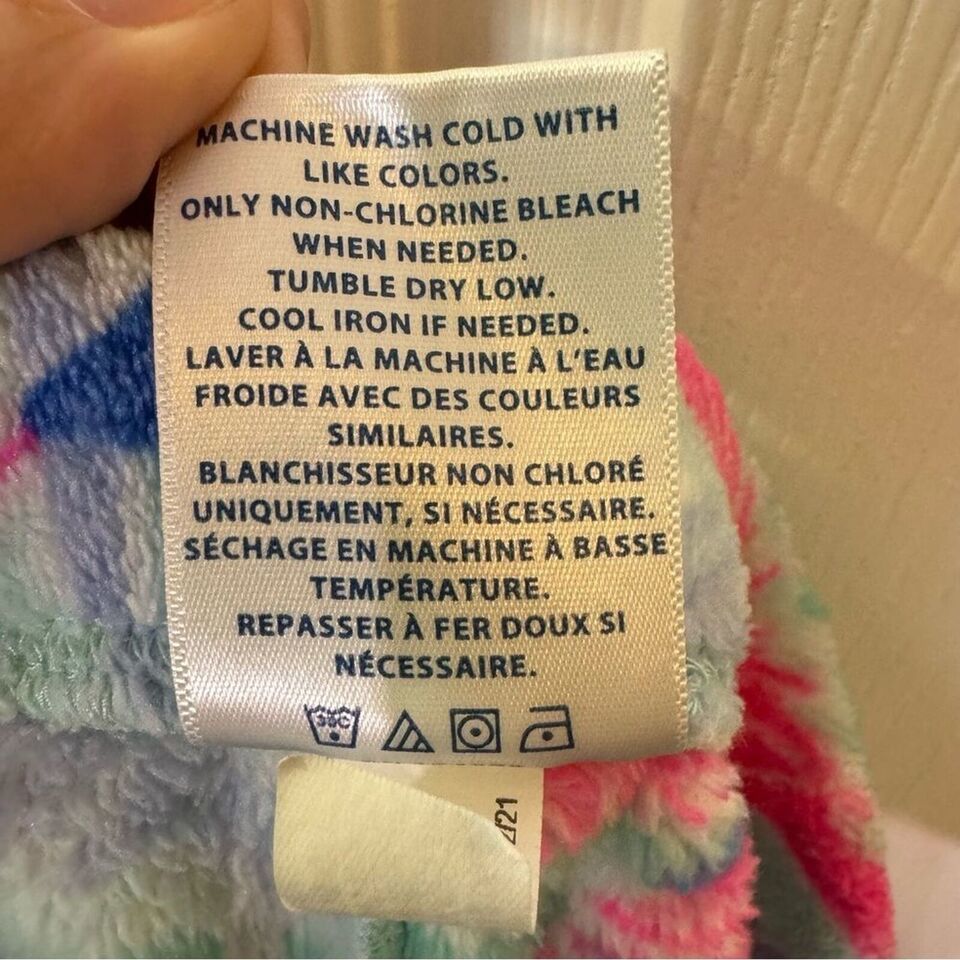 MACHINE WASH COLD WITH
LIKE COLORS.
ONLY NON-CHLORINE BLEACH
WHEN NEEDED.
TUMBLE DRY LOW.
COOL IRON IF NEEDED.
LAVER À LA MACHINE À L'EAU
FROIDE AVEC DES COULEURS
SIMILAIRES.
BLANCHISSEUR NON CHLORÉ
UNIQUEMENT, SI NÉCESSAIRE.
SÉCHAGE EN MACHINE À BASSE
TEMPÉRATURE.
REPASSER À FER DOUX SI
NÉCESSAIRE.
30C